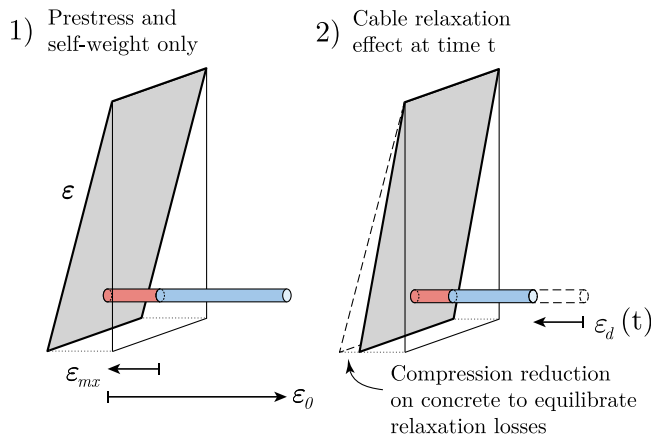 1) Prestress and
self-weight only
2) Cable relaxation
effect at time t
ε
ε_d (t)
ε_mx
ε_0
Compression reduction
on concrete to equilibrate
relaxation losses